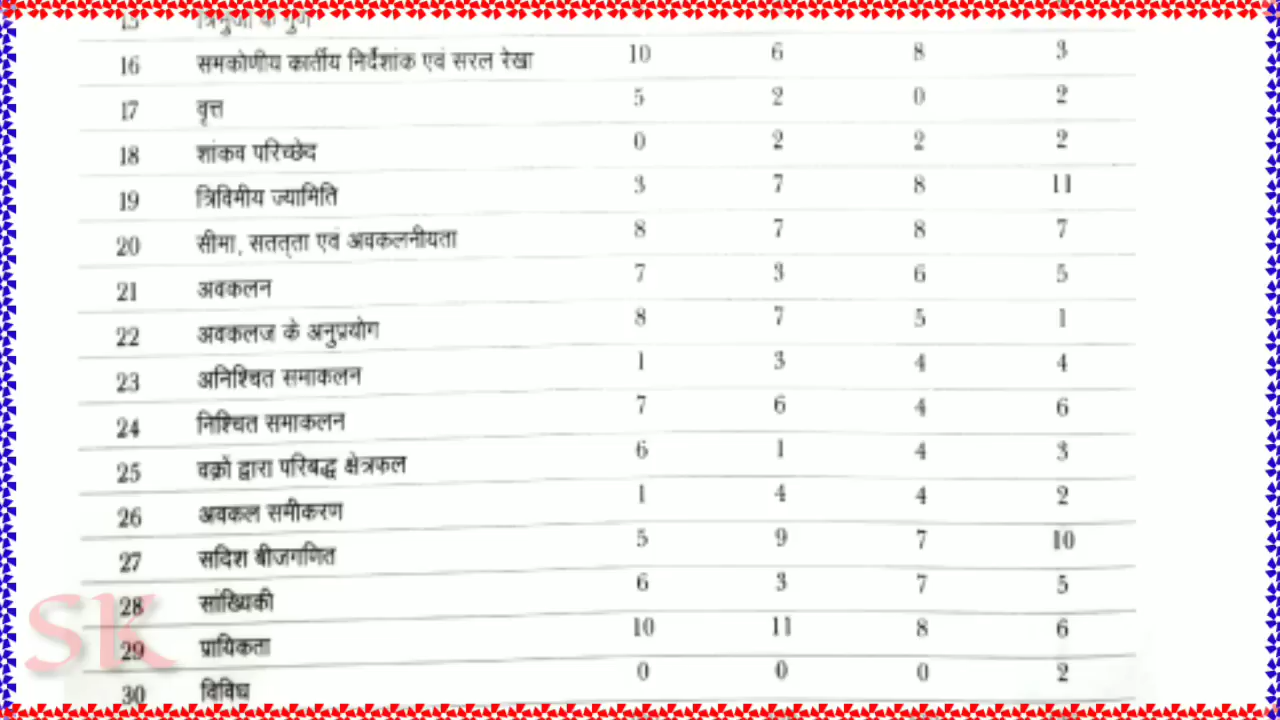 15 त्रिभुजों के गुण
16 समकोणीय कार्तीय निर्देशांक एवं सरल रेखा 10 6 8 3
17 वृत्त 5 2 0 2
18 शांकव परिच्छेद 0 2 2 2
19 त्रिविमीय ज्यामिति 3 7 8 11
20 सीमा, सतत्ता एवं अवकलनीयता 8 7 8 7
21 अवकलन 7 3 6 5
22 अवकलज के अनुप्रयोग 8 7 5 1
23 अनिश्चित समाकलन 1 3 4 4
24 निश्चित समाकलन 7 6 4 6
25 वक्रों द्वारा परिबद्ध क्षेत्रफल 6 1 4 3
26 अवकल समीकरण 1 4 4 2
27 सदिश बीजगणित 5 9 7 10
28 सांख्यिकी 6 3 7 5
29 प्रायिकता 10 11 8 6
30 विविध 0 0 0 2
SK